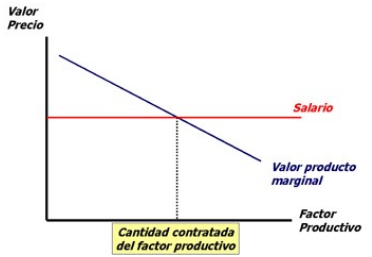 Valor
Precio
Salario
Valor producto
marginal
Factor
Productivo
Cantidad contratada
del factor productivo